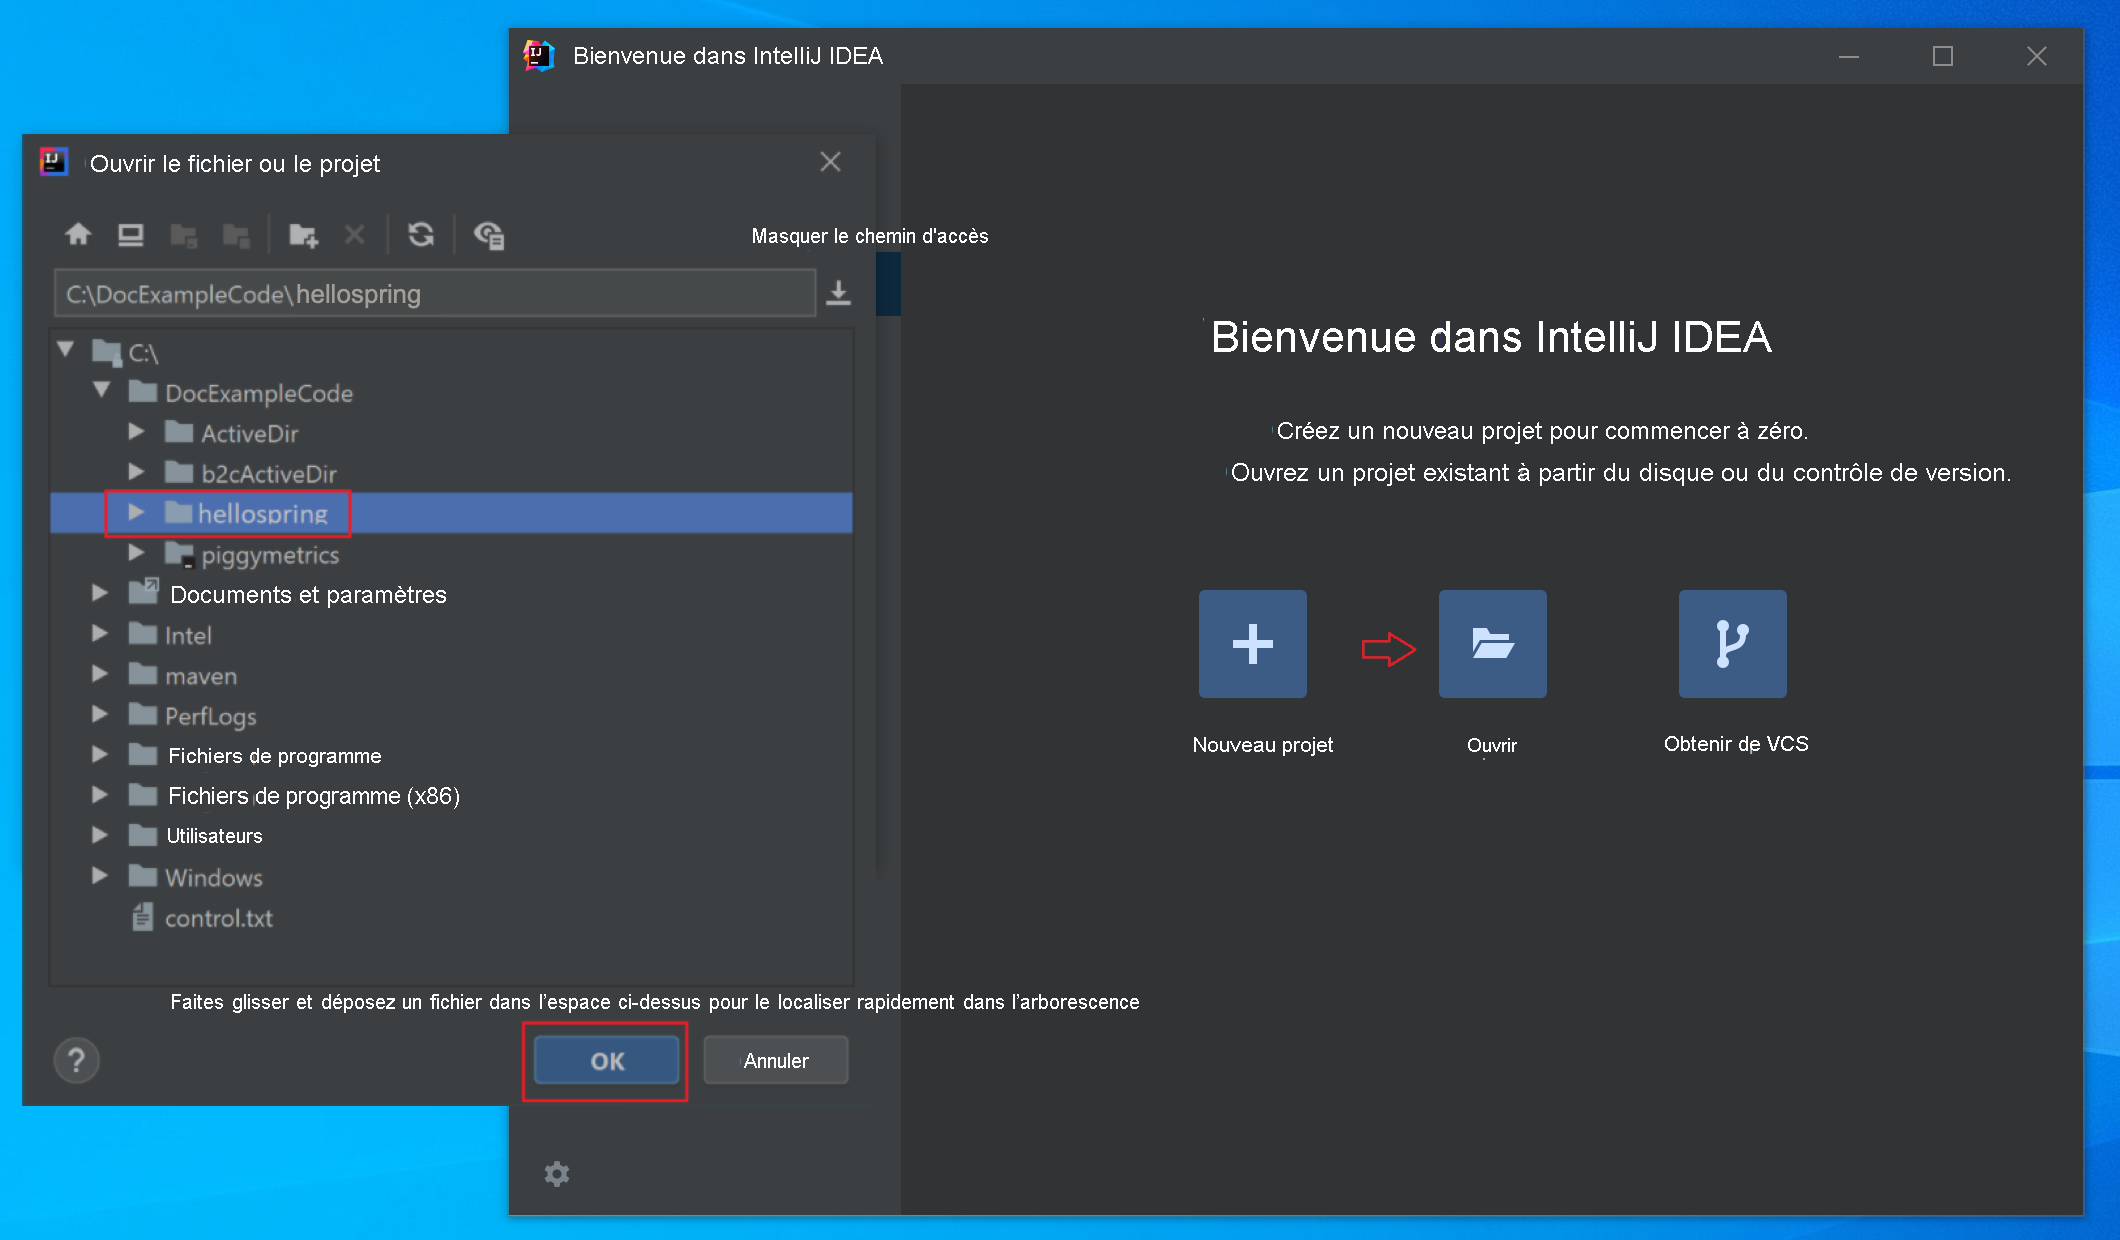 Bienvenue dans IntelliJ IDEA
Ouvrir le fichier ou le projet
Masquer le chemin d'accès
C:\DocExampleCode\hellospring
C:\
DocExampleCode
ActiveDir
b2cActiveDir
hellospring
piggymetrics
Documents et paramètres
Intel
maven
PerfLogs
Fichiers de programme
Fichiers de programme (x86)
Utilisateurs
Windows
control.txt
Faites glisser et déposez un fichier dans l'espace ci-dessus pour le localiser rapidement dans l'arborescence
?
OK
Annuler
Bienvenue dans IntelliJ IDEA
Créez un nouveau projet pour commencer à zéro.
Ouvrez un projet existant à partir du disque ou du contrôle de version.
Nouveau projet
Ouvrir
Obtenir de VCS